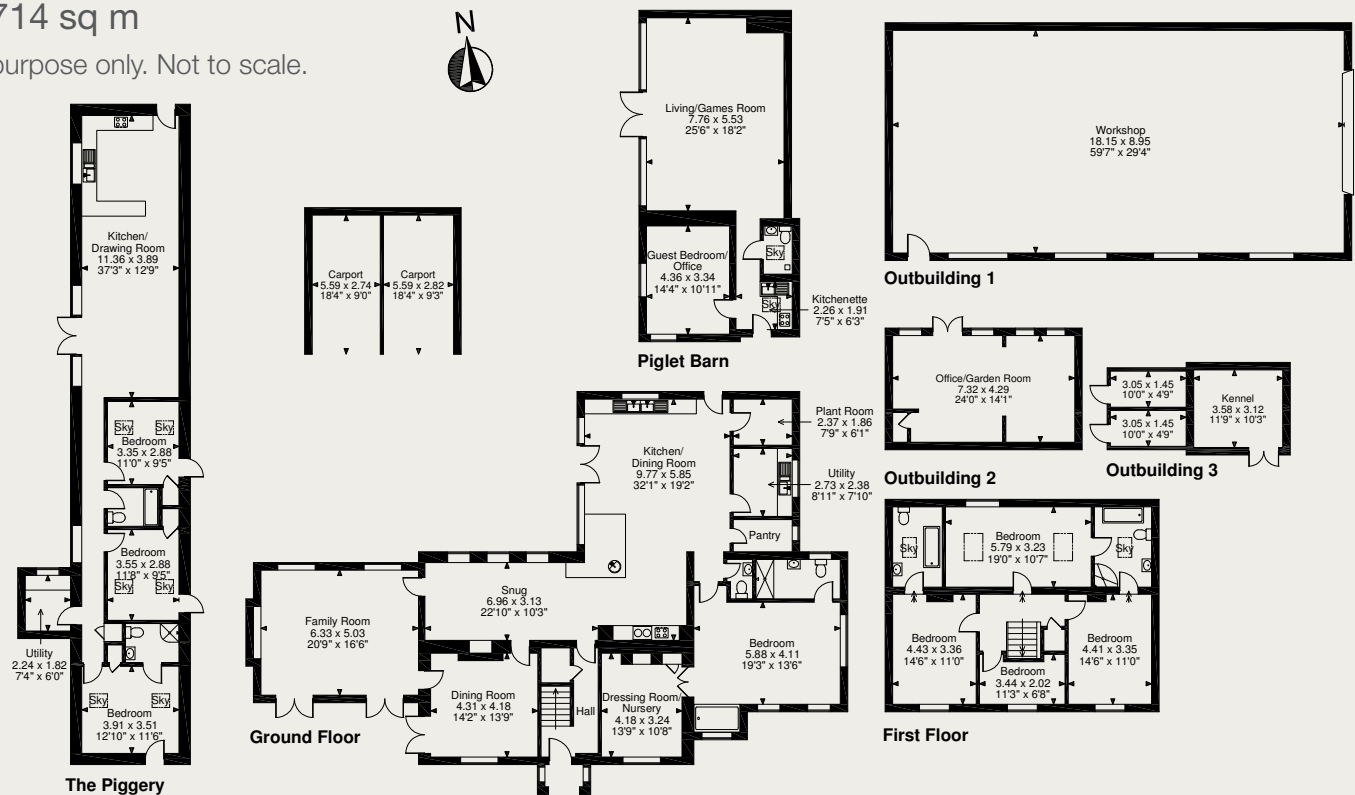 714 sq m
purpose only. Not to scale.
N
Kitchen/
Drawing Room
11.36 x 3.89
37'3" x 12'9"
Bedroom
3.35 x 2.88
11'0" x 9'5"
Sky
Sky
Bedroom
3.55 x 2.88
11'8" x 9'5"
Sky
Sky
Utility
2.24 x 1.82
7'4" x 6'0"
Sky
Sky
Bedroom
3.91 x 3.51
12'10" x 11'6"
The Piggery
Carport
5.59 x 2.74
18'4" x 9'0"
Carport
5.59 x 2.82
18'4" x 9'3"
Living/Games Room
7.76 x 5.53
25'6" x 18'2"
Guest Bedroom/
Office
4.36 x 3.34
14'4" x 10'11"
Sky
Sky
Kitchenette
2.26 x 1.91
7'5" x 6'3"
Piglet Barn
Workshop
18.15 x 8.95
59'7" x 29'4"
Outbuilding 1
Office/Garden Room
7.32 x 4.29
24'0" x 14'1"
Outbuilding 2
3.05 x 1.45
10'0" x 4'9"
3.05 x 1.45
10'0" x 4'9"
Kennel
3.58 x 3.12
11'9" x 10'3"
Outbuilding 3
Kitchen/
Dining Room
9.77 x 5.85
32'1" x 19'2"
Plant Room
2.37 x 1.86
7'9" x 6'1"
Utility
2.73 x 2.38
8'11" x 7'10"
Pantry
Snug
6.96 x 3.13
22'10" x 10'3"
Family Room
6.33 x 5.03
20'9" x 16'6"
Dining Room
4.31 x 4.18
14'2" x 13'9"
Hall
Dressing Room/
Nursery
4.18 x 3.24
13'9" x 10'8"
Bedroom
5.88 x 4.11
19'3" x 13'6"
Ground Floor
Sky
Bedroom
5.79 x 3.23
19'0" x 10'7"
Sky
Bedroom
4.43 x 3.36
14'6" x 11'0"
Bedroom
3.44 x 2.02
11'3" x 6'8"
Bedroom
4.41 x 3.35
14'6" x 11'0"
First Floor